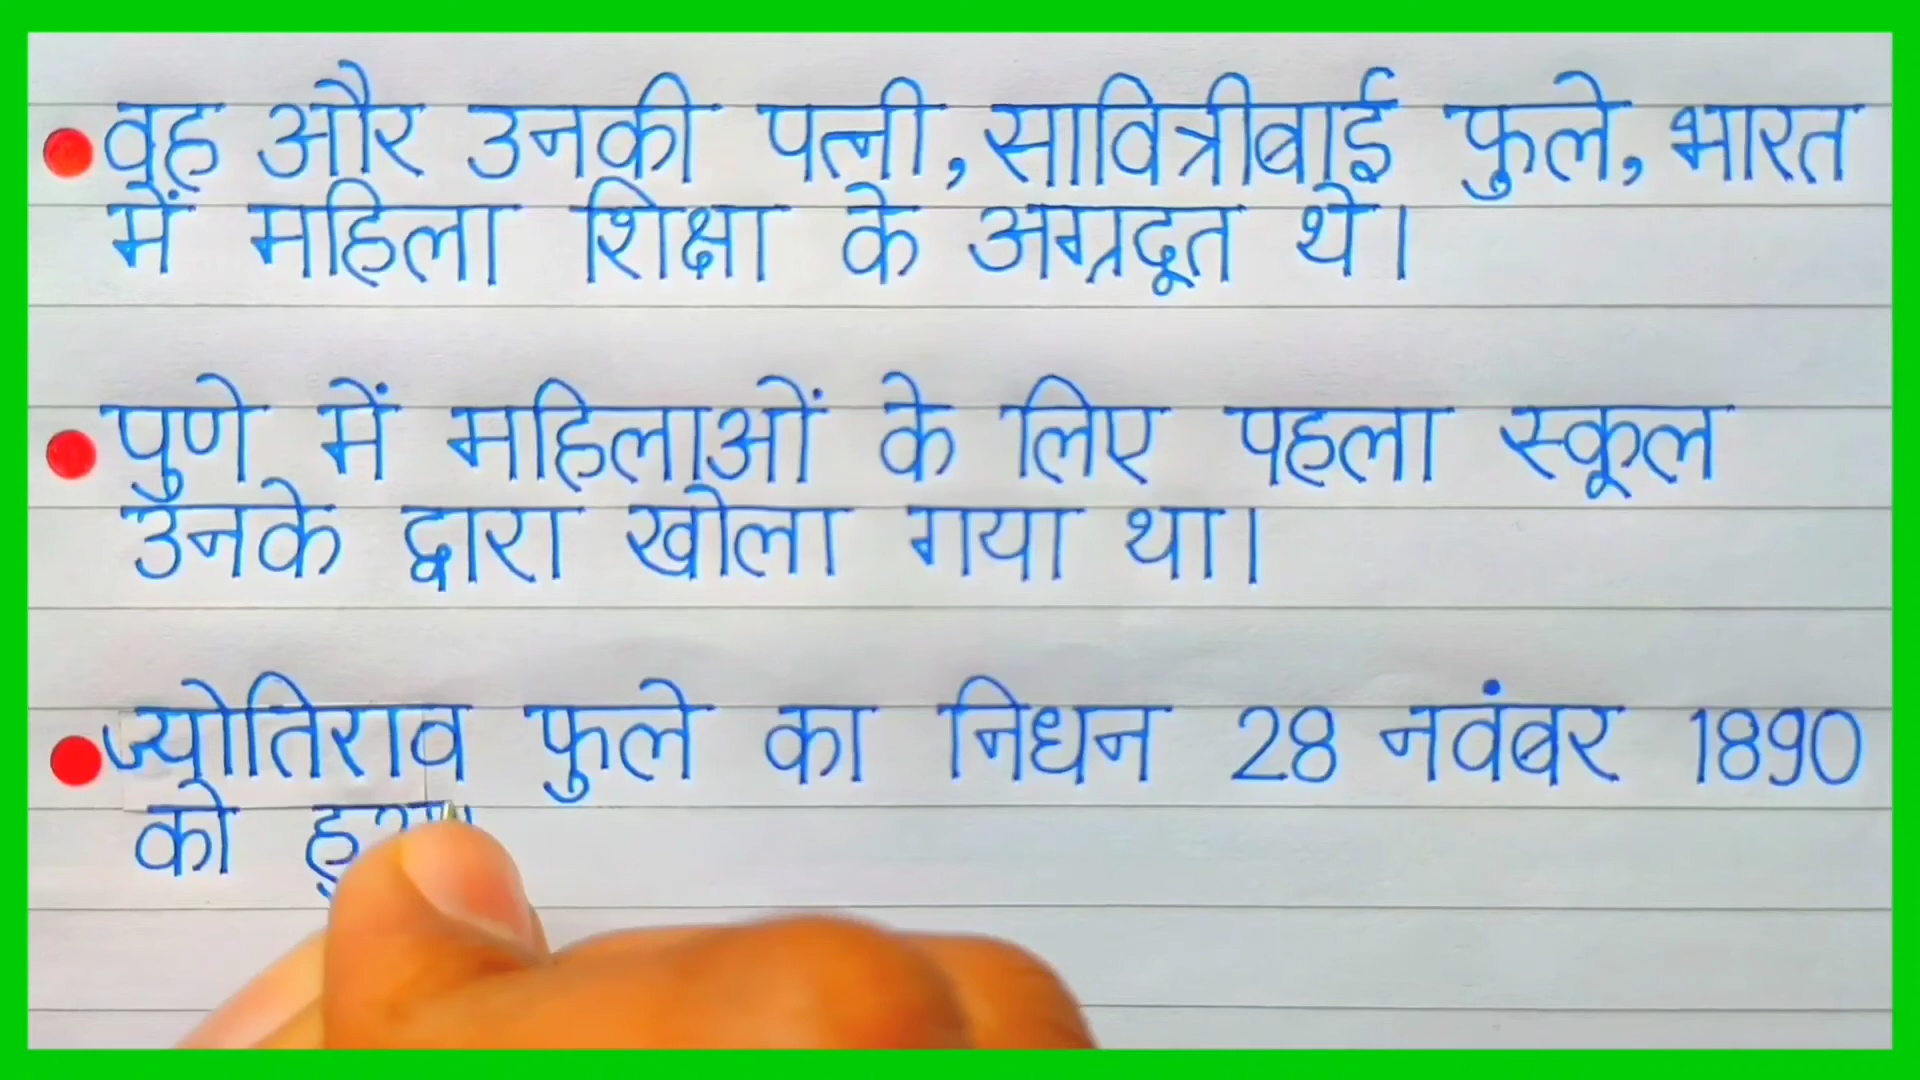 वह और उनकी पत्नी, सावित्रीबाई फुले, भारत
में महिला शिक्षा के अग्रदूत थे।
पुणे में महिलाओं के लिए पहला स्कूल
उनके द्वारा खोला गया था।
ज्योतिराव फुले का निधन 28 नवंबर 1890
को